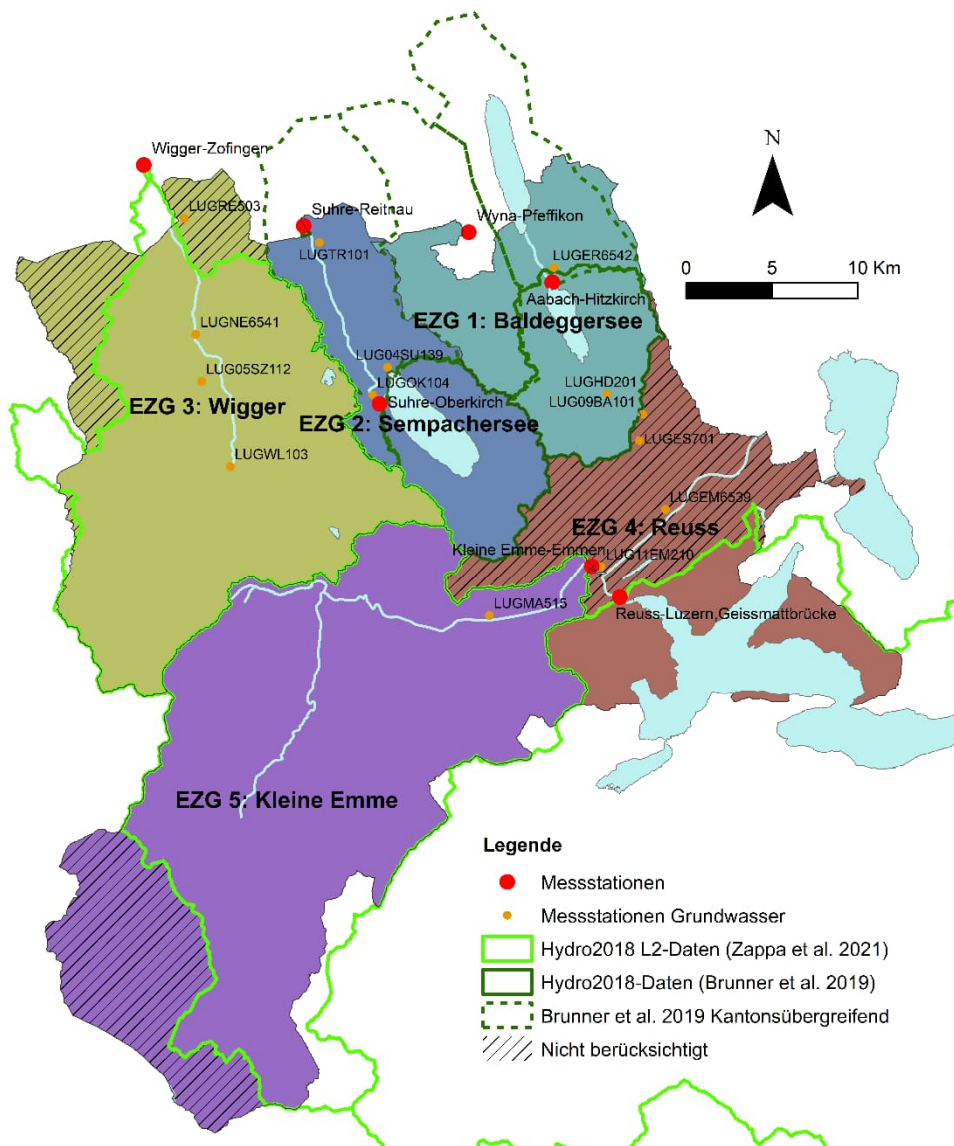 Wigger-Zofingen
N
LUGRE503
Suhre-Reitnau
Wyna-Pfeffikon
LUGTR101
LUGER6542
0 5 10 Km
Aabach-Hitzkirch
EZG 1: Baldeggersee
LUGNE6541
LUG04SU139
LUG05SZ112
LUGOK104
LUGHD201
EZG 3: Wigger
Suhre-Oberkirch
LUG09BA101
EZG 2: Sempachersee
LUGES701
LUGWL103
LUGEM6539
EZG 4: Reuss
Kleine Emme-Emmen
LUG11EM210
LUGMA515
Reuss-Luzern,Geissmattbrücke
EZG 5: Kleine Emme
Legende
Messstationen
Messstationen Grundwasser
Hydro2018 L2-Daten (Zappa et al. 2021)
Hydro2018-Daten (Brunner et al. 2019)
Brunner et al. 2019 Kantonsübergreifend
Nicht berücksichtigt